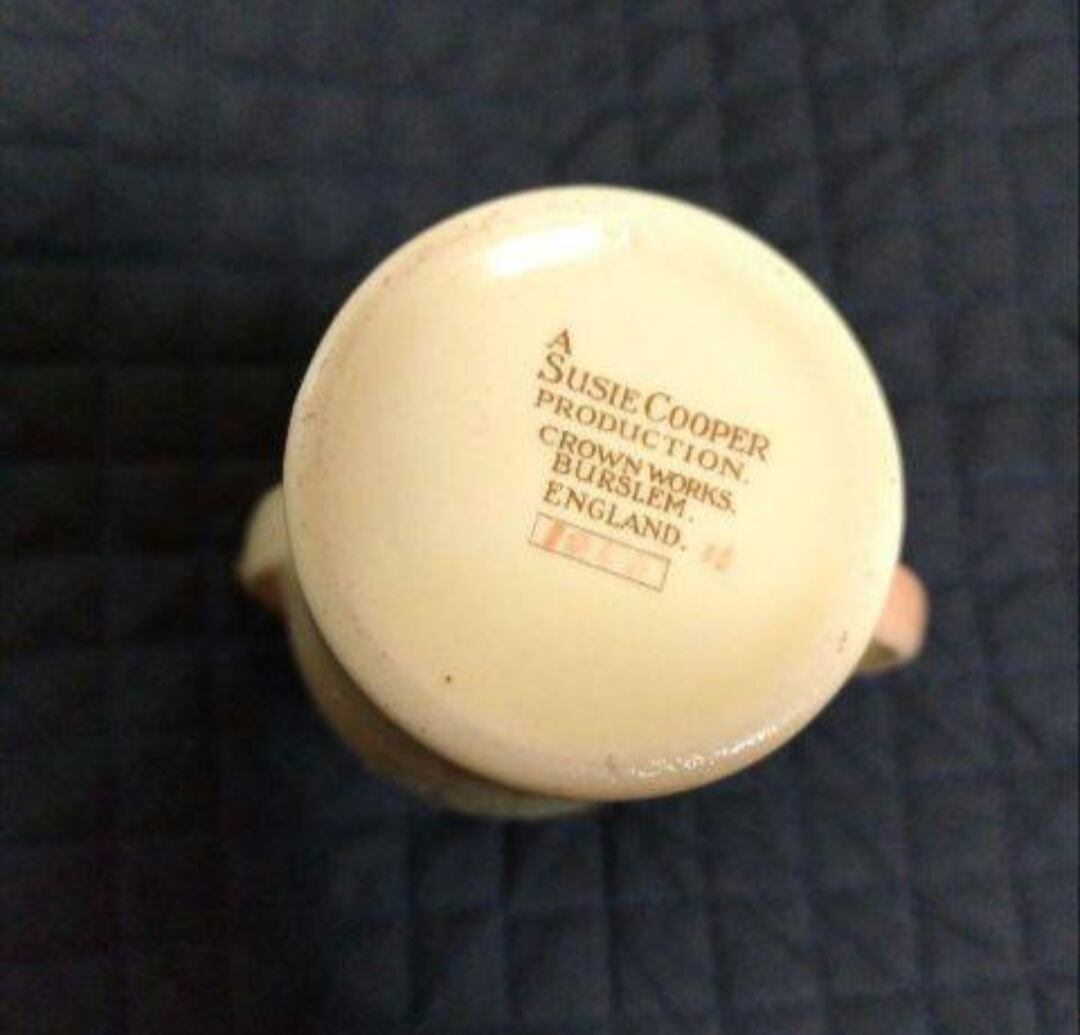 A
SUSIE COOPER
PRODUCTION.
CROWN WORKS.
BURSLEM.
ENGLAND.